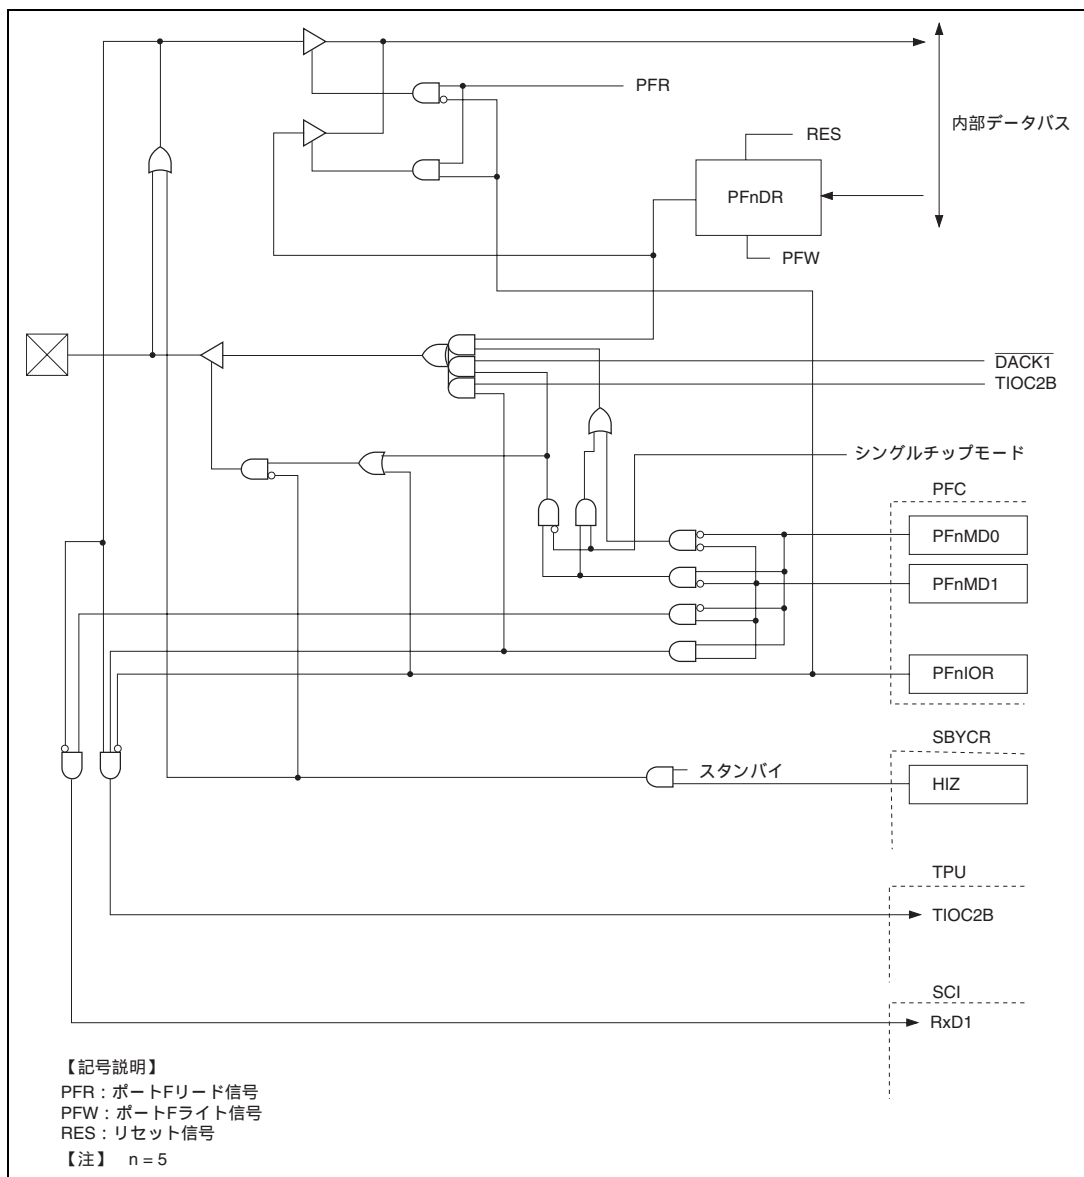 PFR
内部データバス
RES
PFnDR
PFW
DACK1
TIOC2B
シングルチップモード
PFC
PFnMD0
PFnMD1
PFnIOR
SBYCR
スタンバイ
HIZ
TPU
TIOC2B
SCI
RxD1
【記号説明】
PFR：ポートFリード信号
PFW：ポートFライト信号
RES：リセット信号
【注】 n = 5